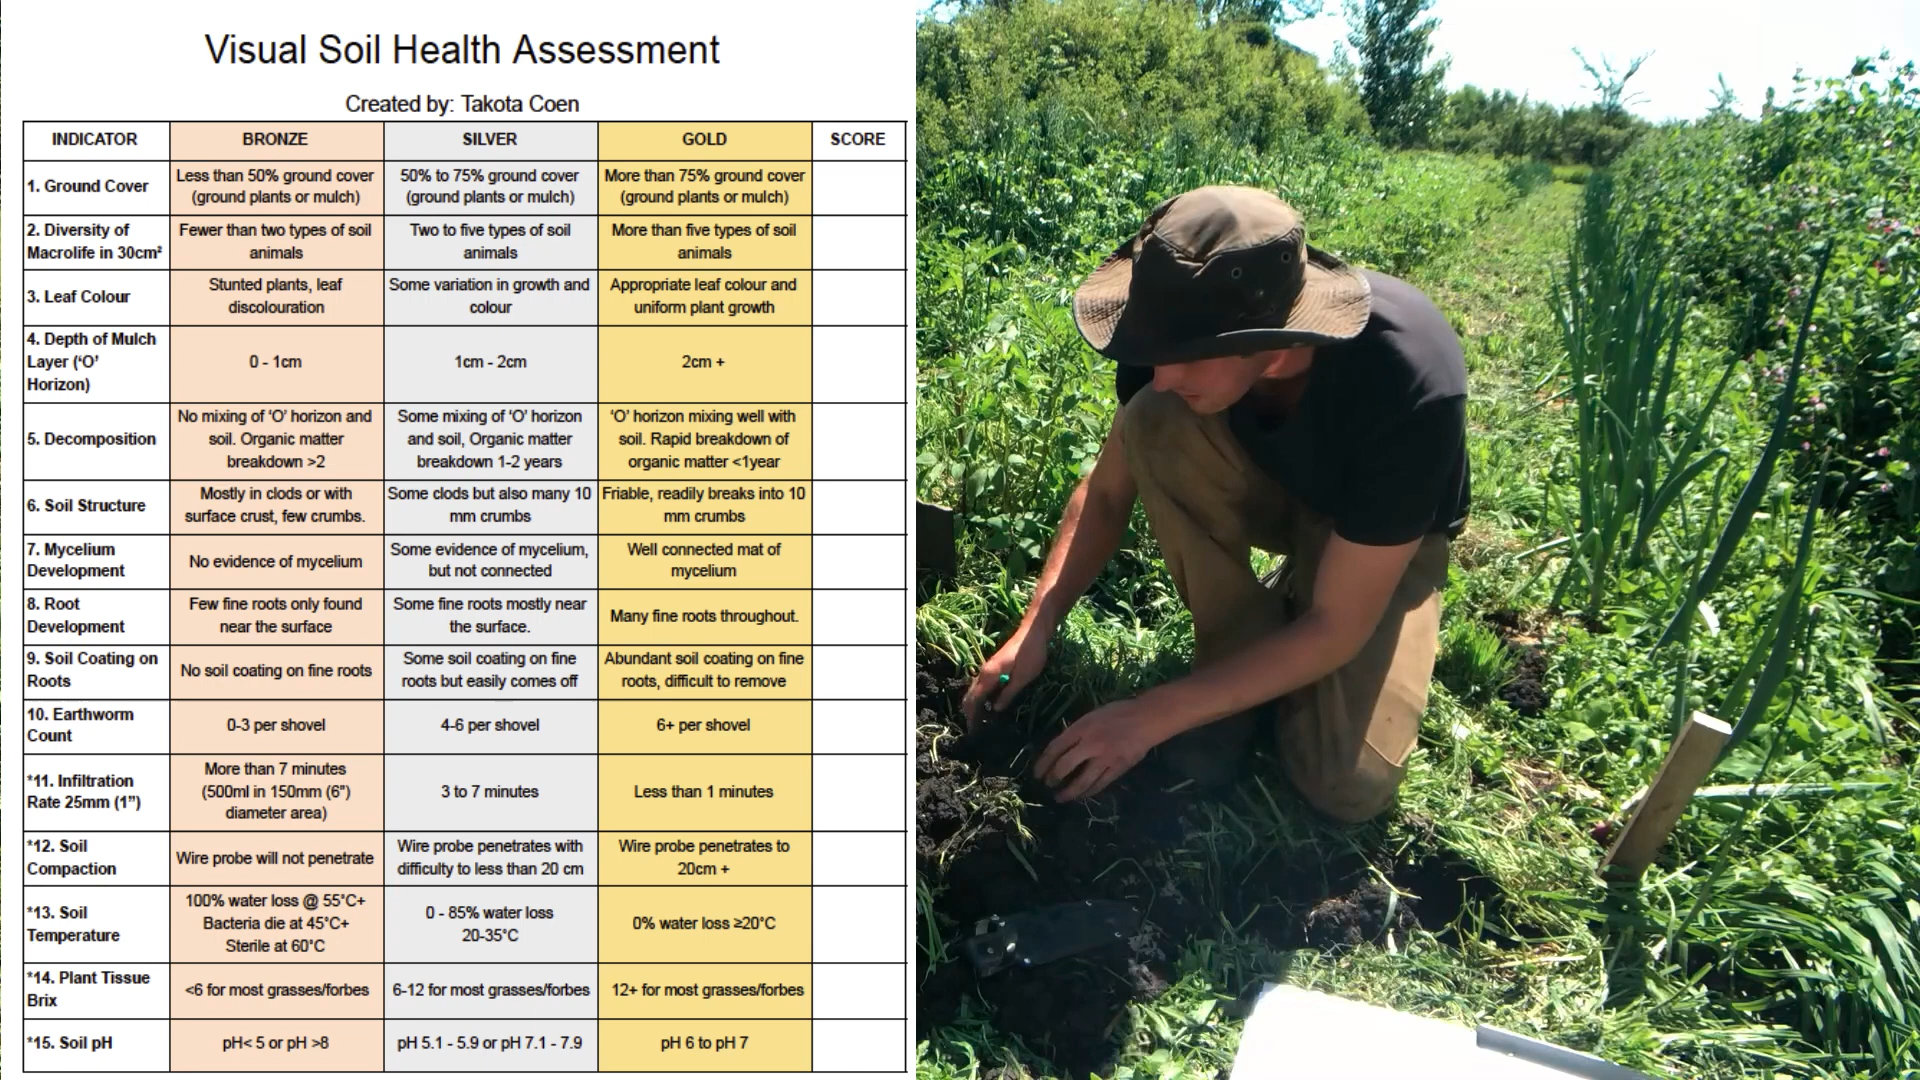 Visual Soil Health Assessment
Created by: Takota Coen
INDICATOR BRONZE SILVER GOLD SCORE
1. Ground Cover
Less than 50% ground cover
(ground plants or mulch)
50% to 75% ground cover
(ground plants or mulch)
More than 75% ground cover
(ground plants or mulch)
2. Diversity of
Macrolife in 30cm²
Fewer than two types of soil
animals
Two to five types of soil
animals
More than five types of soil
animals
3. Leaf Colour
Stunted plants, leaf
discolouration
Some variation in growth and
colour
Appropriate leaf colour and
uniform plant growth
4. Depth of Mulch
Layer (‘O’
Horizon)
0 - 1cm
1cm - 2cm
2cm +
5. Decomposition
No mixing of ‘O’ horizon and
soil. Organic matter
breakdown >2
Some mixing of ‘O’ horizon
and soil, Organic matter
breakdown 1-2 years
‘O’ horizon mixing well with
soil. Rapid breakdown of
organic matter <1year
6. Soil Structure
Mostly in clods or with
surface crust, few crumbs.
Some clods but also many 10
mm crumbs
Friable, readily breaks into 10
mm crumbs
7. Mycelium
Development
No evidence of mycelium
Some evidence of mycelium,
but not connected
Well connected mat of
mycelium
8. Root
Development
Few fine roots only found
near the surface
Some fine roots mostly near
the surface.
Many fine roots throughout.
9. Soil Coating on
Roots
No soil coating on fine roots
Some soil coating on fine
roots but easily comes off
Abundant soil coating on fine
roots, difficult to remove
10. Earthworm
Count
0-3 per shovel
4-6 per shovel
6+ per shovel
*11. Infiltration
Rate 25mm (1”)
More than 7 minutes
(500ml in 150mm (6”)
diameter area)
3 to 7 minutes
Less than 1 minutes
*12. Soil
Compaction
Wire probe will not penetrate
Wire probe penetrates with
difficulty to less than 20 cm
Wire probe penetrates to
20cm +
*13. Soil
Temperature
100% water loss @ 55°C+
Bacteria die at 45°C+
Sterile at 60°C
0 - 85% water loss
20-35°C
0% water loss ≥20°C
*14. Plant Tissue
Brix
<6 for most grasses/forbes
6-12 for most grasses/forbes
12+ for most grasses/forbes
*15. Soil pH
pH< 5 or pH >8
pH 5.1 - 5.9 or pH 7.1 - 7.9
pH 6 to pH 7